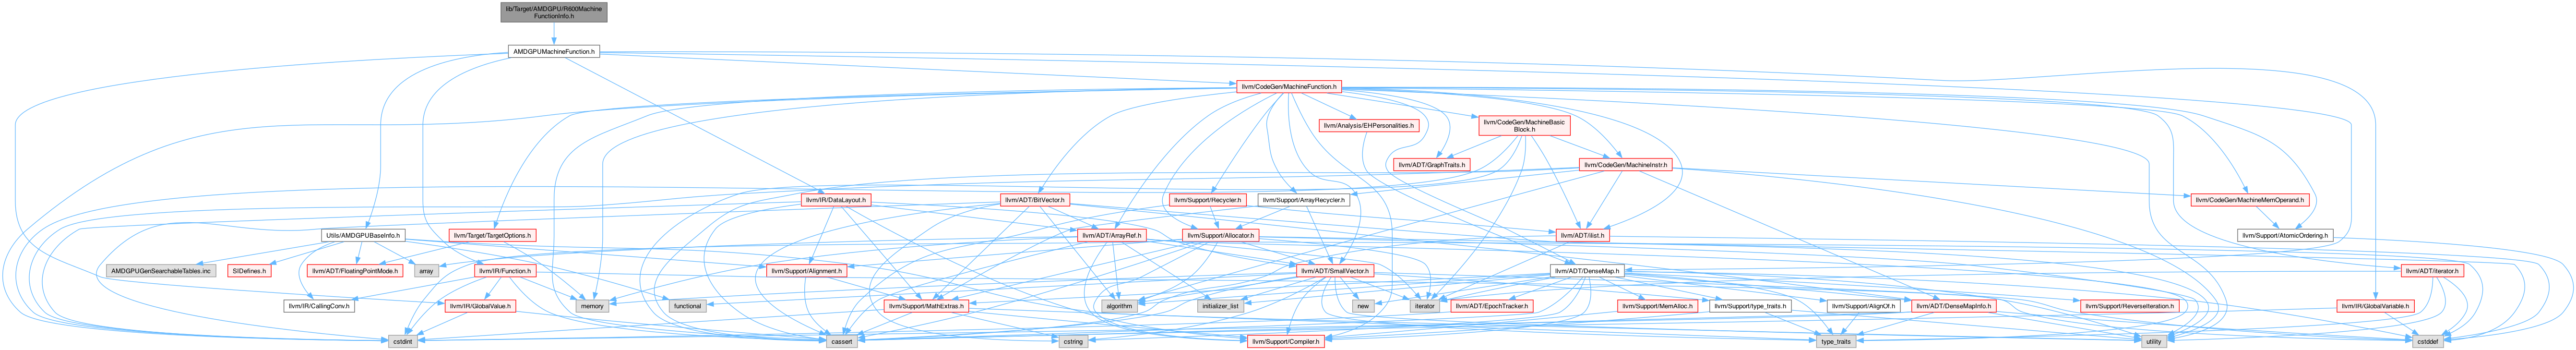 lib/Target/AMDGPU/R600Machine
FunctionInfo.h
AMDGPUMachineFunction.h
llvm/CodeGen/MachineFunction.h
llvm/Analysis/EHPersonalities.h
llvm/CodeGen/MachineBasic
Block.h
llvm/ADT/GraphTraits.h
llvm/CodeGen/MachineInstr.h
llvm/IR/DataLayout.h
llvm/ADT/BitVector.h
llvm/Support/Recycler.h
llvm/Support/ArrayRecycler.h
llvm/CodeGen/MachineMemOperand.h
Utils/AMDGPUBaseInfo.h
llvm/Target/TargetOptions.h
llvm/ADT/ArrayRef.h
llvm/Support/Allocator.h
llvm/ADT/ilist.h
llvm/Support/AtomicOrdering.h
AMDGPUGenSearchableTables.inc
SIDefines.h
llvm/ADT/FloatingPointMode.h
array
llvm/IR/Function.h
llvm/Support/Alignment.h
llvm/ADT/SmallVector.h
llvm/ADT/DenseMap.h
llvm/ADT/iterator.h
llvm/IR/CallingConv.h
llvm/IR/GlobalValue.h
memory
functional
llvm/Support/MathExtras.h
algorithm
initializer_list
new
iterator
llvm/ADT/EpochTracker.h
llvm/Support/MemAlloc.h
llvm/Support/type_traits.h
llvm/Support/AlignOf.h
llvm/ADT/DenseMapInfo.h
llvm/Support/ReverseIteration.h
llvm/IR/GlobalVariable.h
cstdint
cassert
cstring
llvm/Support/Compiler.h
type_traits
utility
cstddef